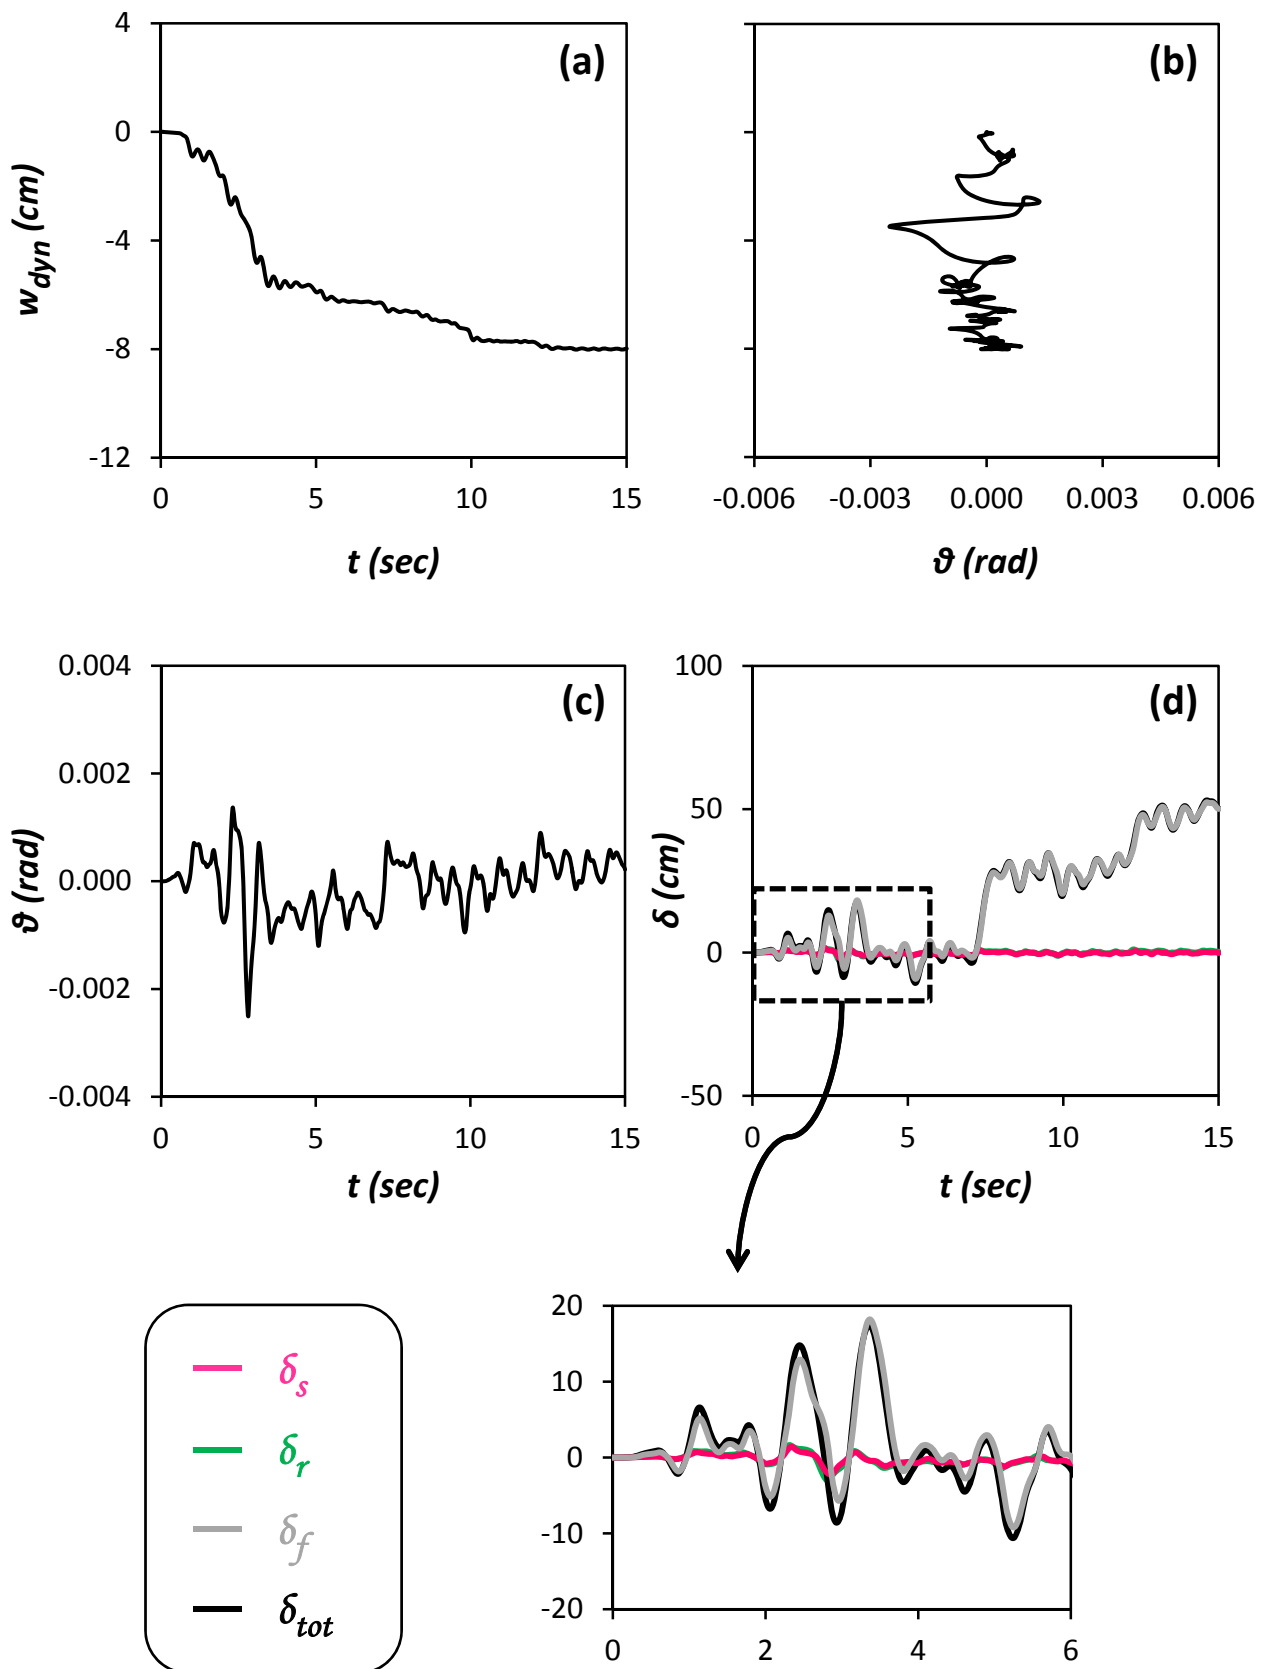 (a)
4
0
-4
-8
-12
w_dyn (cm)
0 5 10 15
t (sec)
(b)
-0.006 -0.003 0.000 0.003 0.006
ϑ (rad)
(c)
0.004
0.002
0.000
-0.002
-0.004
ϑ (rad)
0 5 10 15
t (sec)
(d)
100
50
0
-50
δ (cm)
0 5 10 15
t (sec)
δ_s
δ_r
δ_f
δ_tot
20
10
0
-10
-20
0 2 4 6